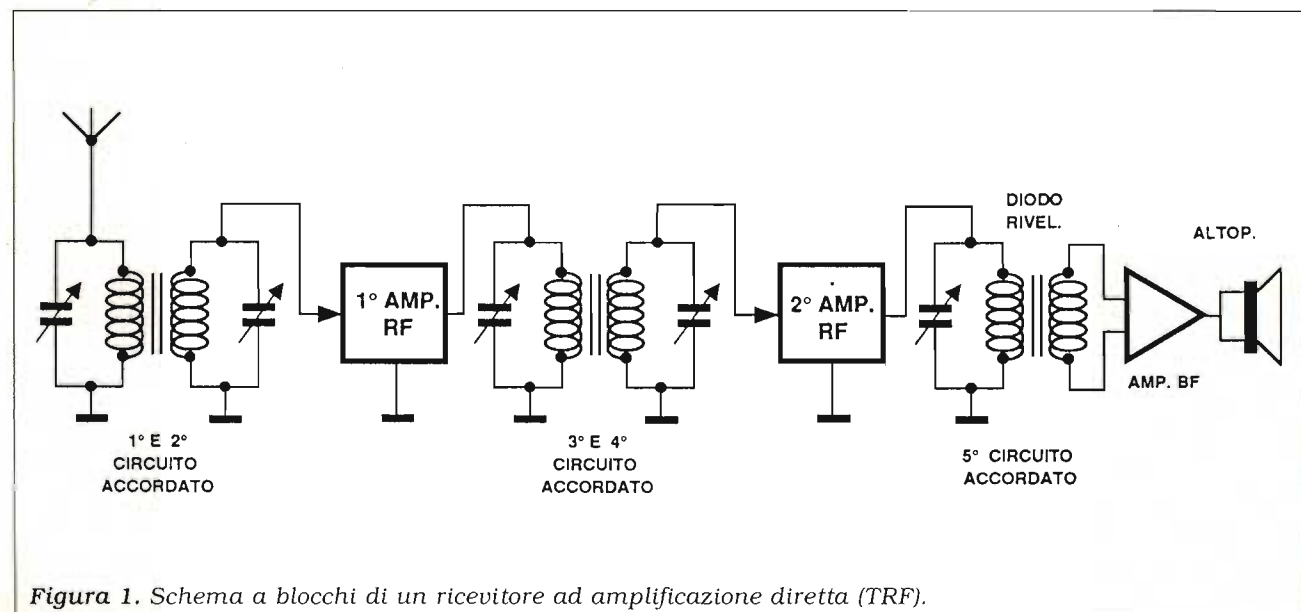 DIODO
RIVEL.
ALTOP.
1° AMP.
RF
2° AMP.
RF
AMP. BF
1° E 2°
CIRCUITO
ACCORDATO
3° E 4°
CIRCUITO
ACCORDATO
5° CIRCUITO
ACCORDATO
Figura 1. Schema a blocchi di un ricevitore ad amplificazione diretta (TRF).